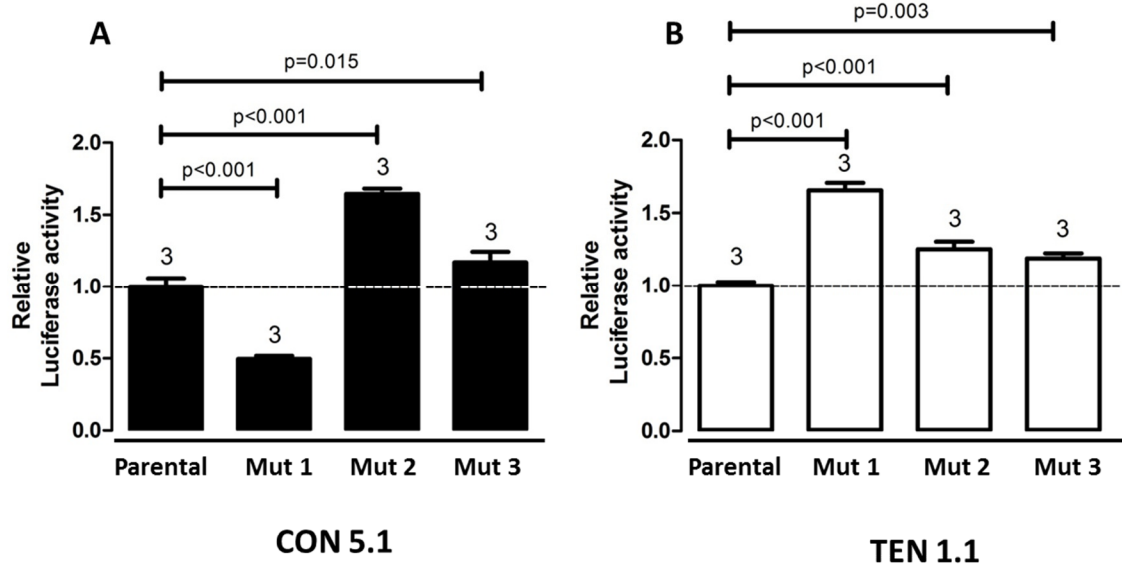 A
p=0.015
p<0.001
p<0.001
2.0
1.5
1.0
0.5
0.0
Relative
Luciferase activity
3
3
3
3
Parental Mut 1 Mut 2 Mut 3
CON 5.1
B
p=0.003
p<0.001
p<0.001
2.0
1.5
1.0
0.5
0.0
Relative
Luciferase activity
3
3
3
3
Parental Mut 1 Mut 2 Mut 3
TEN 1.1